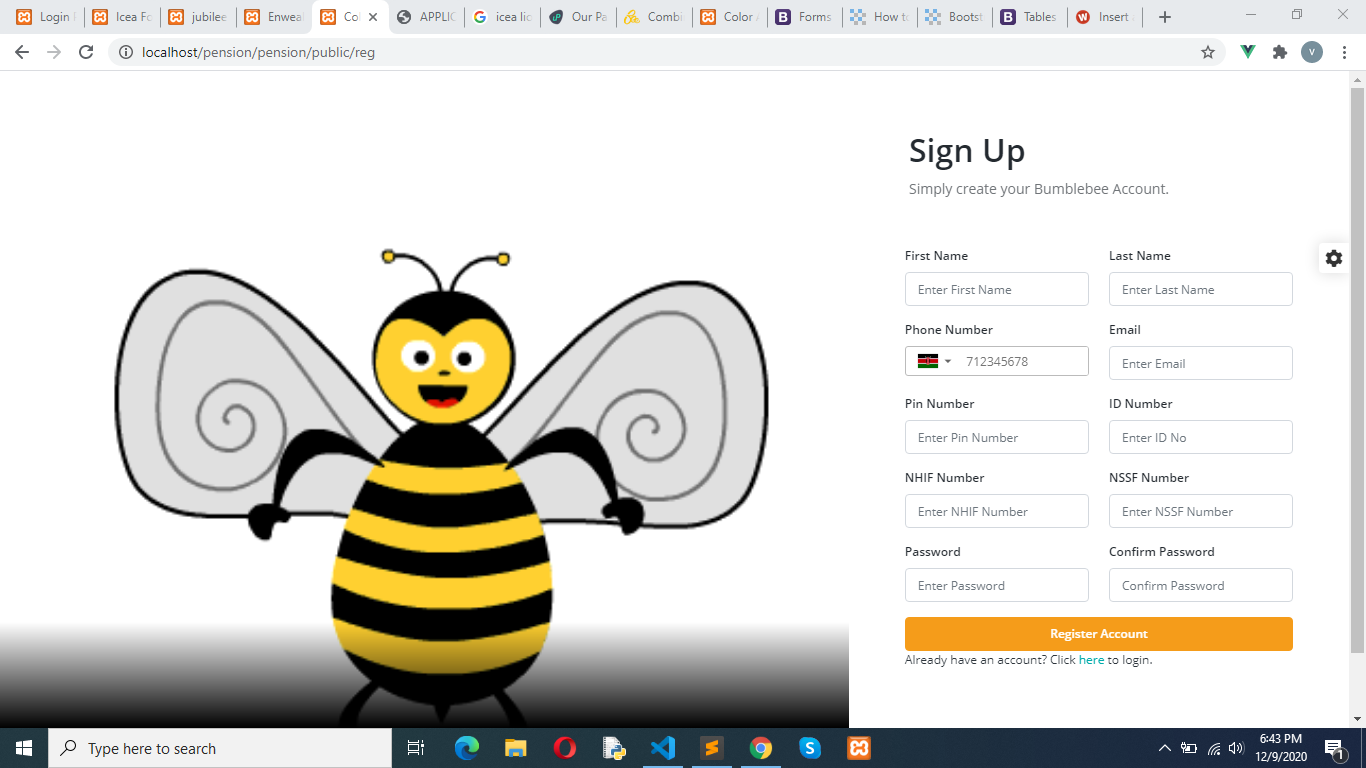 Login
Icea Fo
jubilee
Enweal
Co
APPLIC
icea lic
Our Pa
Combi
Color
Forms
How to
Bootst
Tables
Insert
localhost/pension/pension/public/reg
V
Sign Up
Simply create your Bumblebee Account.
First Name Last Name
Enter First Name Enter Last Name
Phone Number Email
712345678 Enter Email
Pin Number ID Number
Enter Pin Number Enter ID No
NHIF Number NSSF Number
Enter NHIF Number Enter NSSF Number
Password Confirm Password
Enter Password Confirm Password
Register Account
Already have an account? Click here to login.
Type here to search
6:43 PM
12/9/2020
1